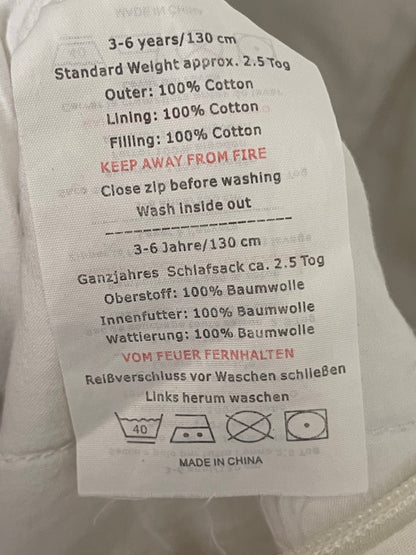 3-6 years/130 cm
Standard Weight approx. 2.5 Tog
Outer: 100% Cotton
Lining: 100% Cotton
Filling: 100% Cotton
KEEP AWAY FROM FIRE
Close zip before washing
Wash inside out
--------------------
3-6 Jahre/130 cm
Ganzjahres Schlafsack ca. 2.5 Tog
Oberstoff: 100% Baumwolle
Innenfutter: 100% Baumwolle
Wattierung: 100% Baumwolle
VOM FEUER FERNHALTEN
Reißverschluss vor Waschen schließen
Links herum waschen
40
MADE IN CHINA